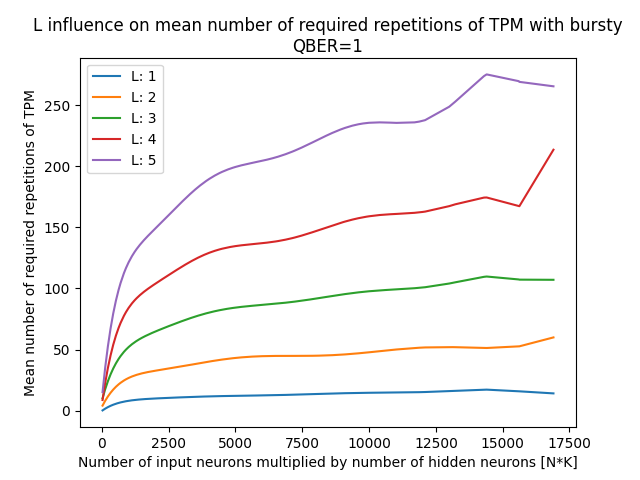 L influence on mean number of required repetitions of TPM with bursty
QBER=1
L: 1
L: 2
L: 3
L: 4
L: 5
Mean number of required repetitions of TPM
250
200
150
100
50
0
0 2500 5000 7500 10000 12500 15000 17500
Number of input neurons multiplied by number of hidden neurons [N*K]